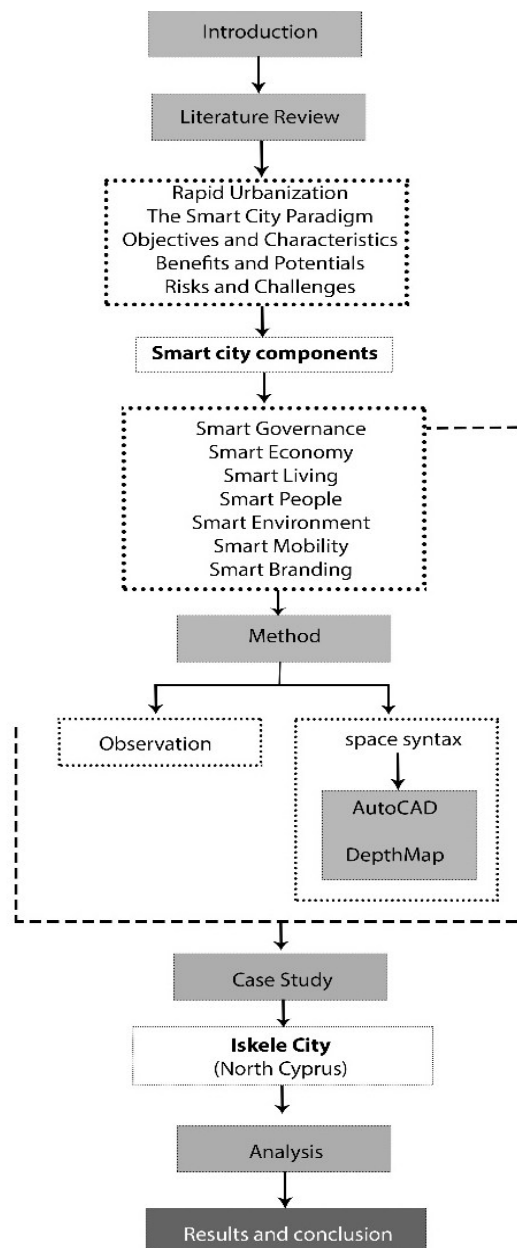 Introduction
Literature Review
Rapid Urbanization
The Smart City Paradigm
Objectives and Characteristics
Benefits and Potentials
Risks and Challenges
Smart city components
Smart Governance
Smart Economy
Smart Living
Smart People
Smart Environment
Smart Mobility
Smart Branding
Method
Observation
space syntax
AutoCAD
DepthMap
Case Study
Iskele City
(North Cyprus)
Analysis
Results and conclusion